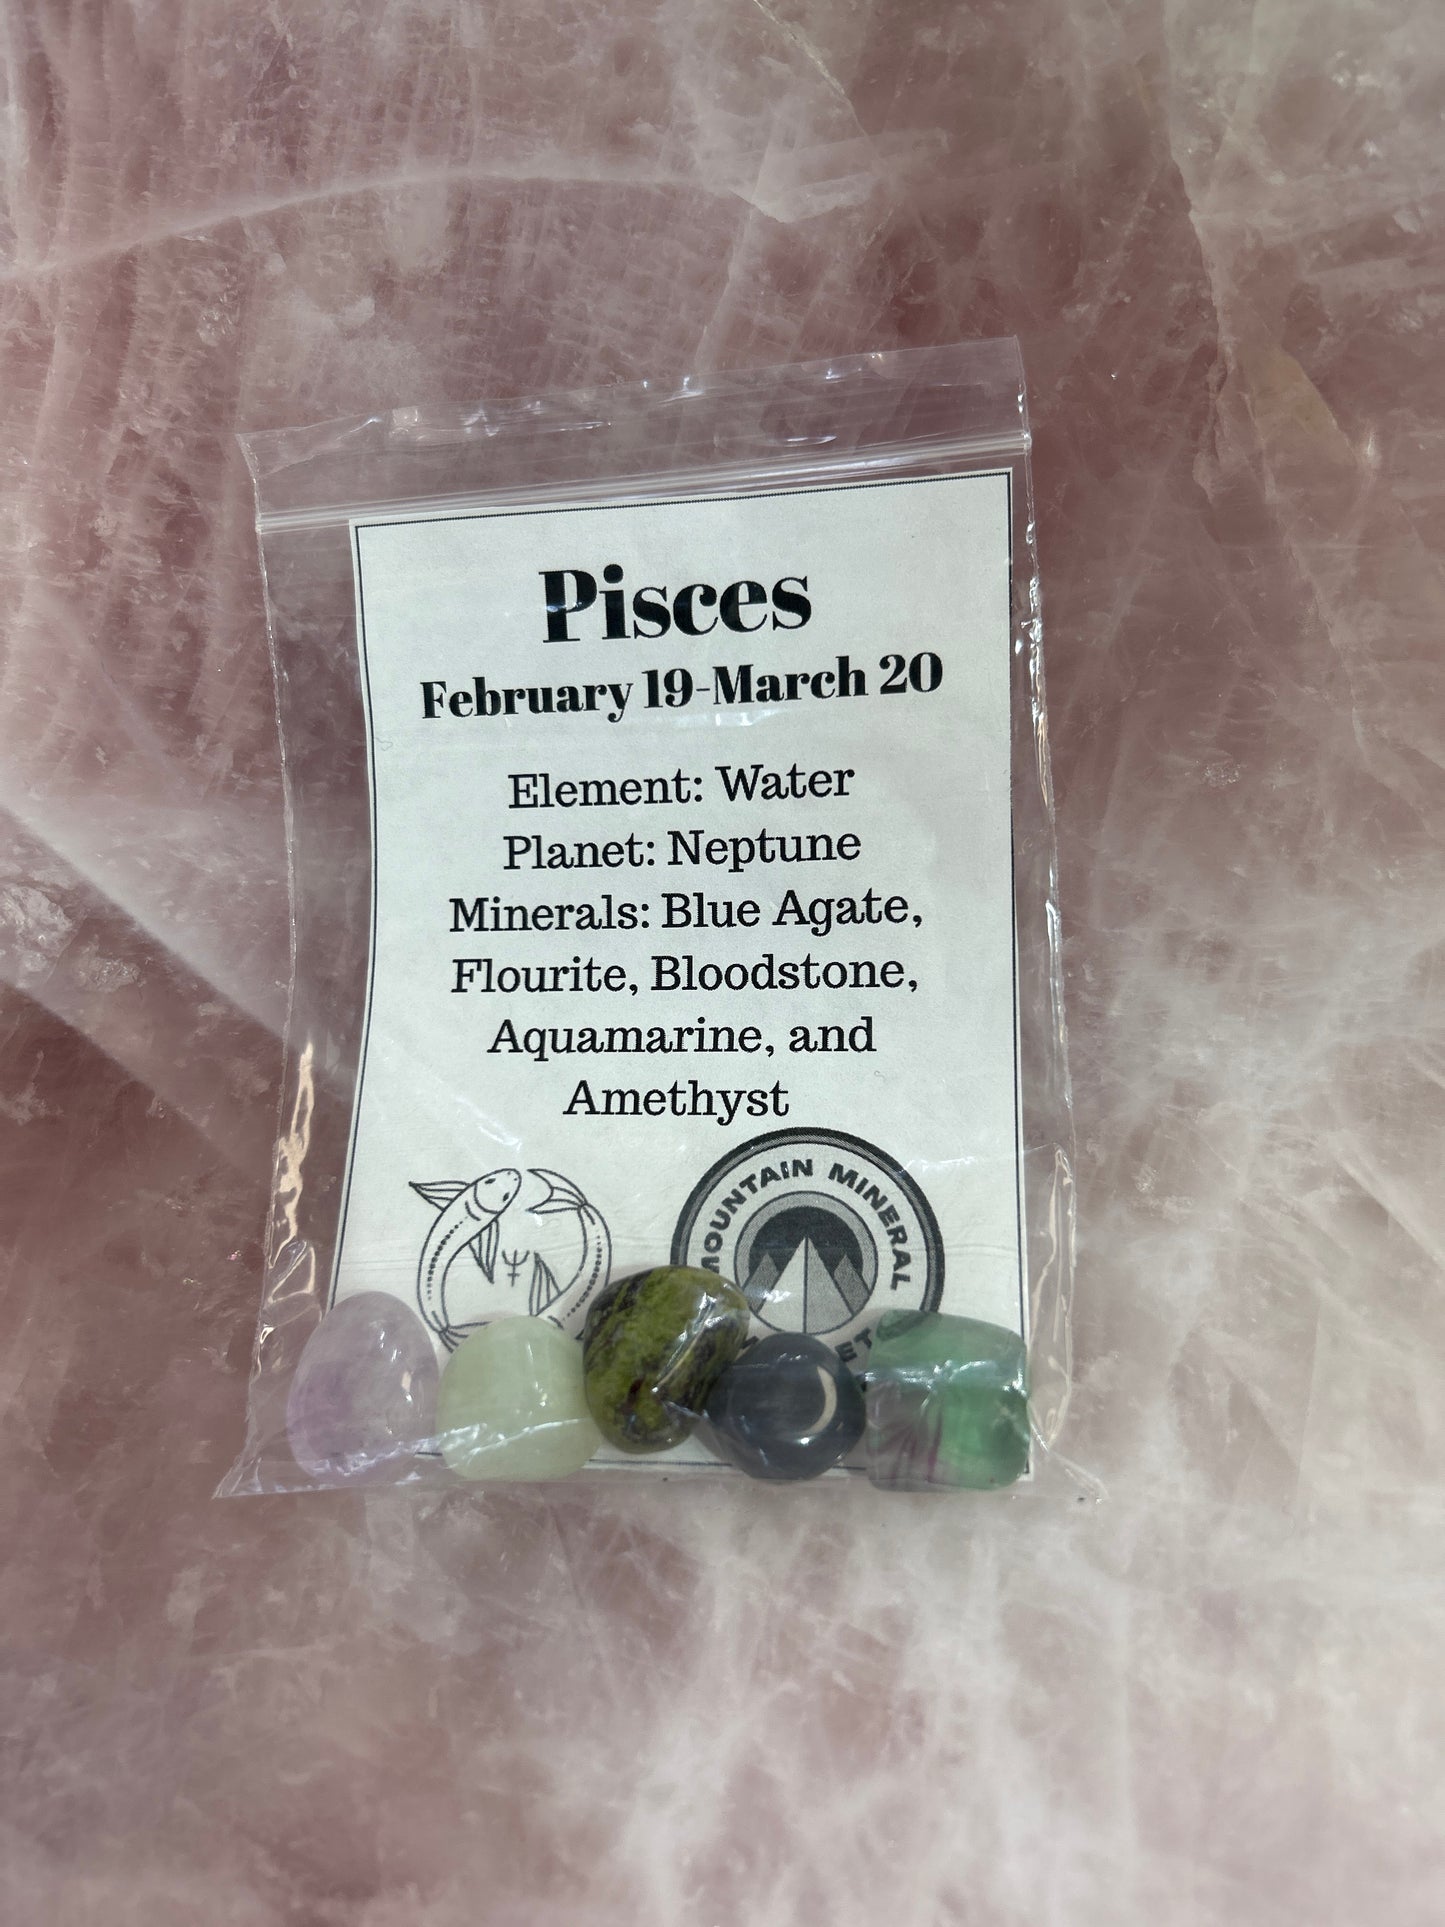 Pisces
February 19-March 20
Element: Water
Planet: Neptune
Minerals: Blue Agate,
Flourite, Bloodstone,
Aquamarine, and
Amethyst
MOUNTAIN MINERAL